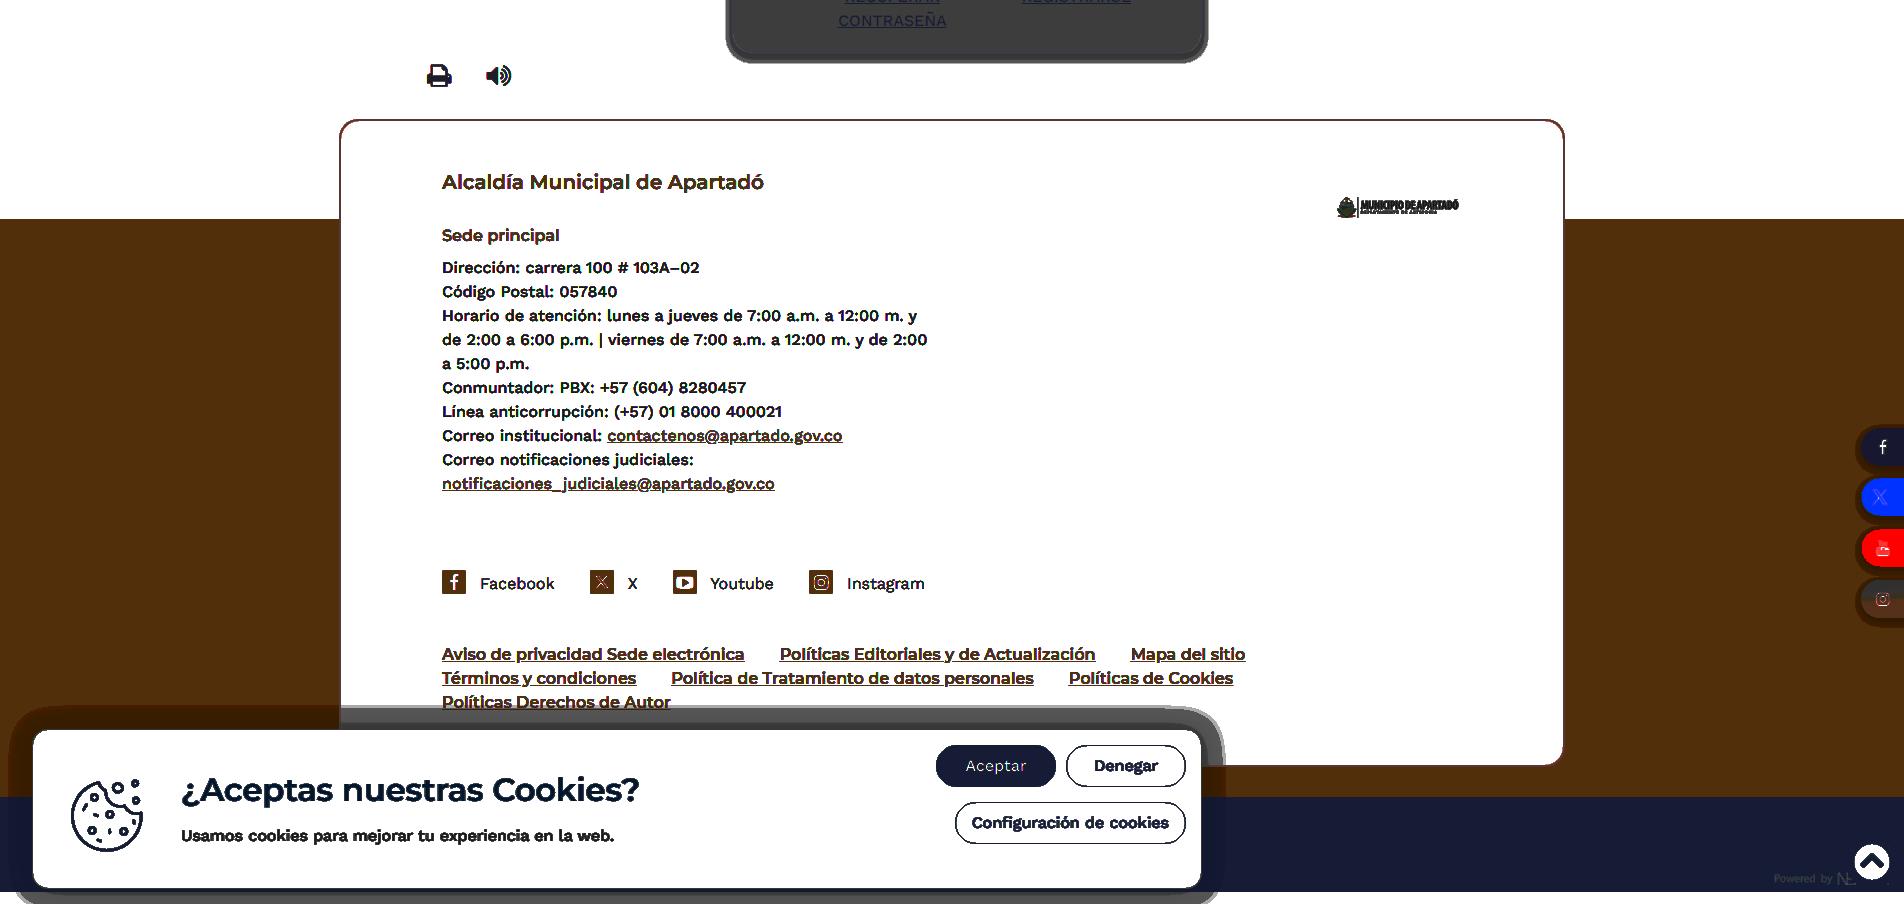 RECUPERAR
CONTRASEÑA
REGISTRARSE
Alcaldía Municipal de Apartadó
MUNICIPIO DE APARTADÓ
Sede principal
Dirección: carrera 100 # 103A–02
Código Postal: 057840
Horario de atención: lunes a jueves de 7:00 a.m. a 12:00 m. y
de 2:00 a 6:00 p.m. | viernes de 7:00 a.m. a 12:00 m. y de 2:00
a 5:00 p.m.
Conmuntador: PBX: +57 (604) 8280457
Línea anticorrupción: (+57) 01 8000 400021
Correo institucional: contactenos@apartado.gov.co
Correo notificaciones judiciales:
notificaciones_judiciales@apartado.gov.co
Facebook X Youtube Instagram
Aviso de privacidad Sede electrónica Políticas Editoriales y de Actualización Mapa del sitio
Términos y condiciones Política de Tratamiento de datos personales Políticas de Cookies
Políticas Derechos de Autor
¿Aceptas nuestras Cookies?
Usamos cookies para mejorar tu experiencia en la web.
Aceptar Denegar
Configuración de cookies
Powered by